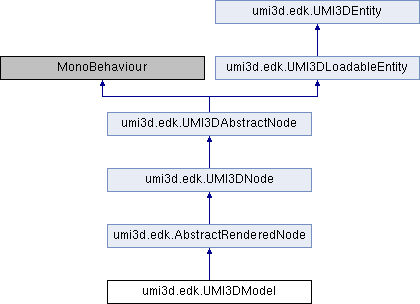 umi3d.edk.UMI3DEntity
MonoBehaviour
umi3d.edk.UMI3DLoadableEntity
umi3d.edk.UMI3DAbstractNode
umi3d.edk.UMI3DNode
umi3d.edk.AbstractRenderedNode
umi3d.edk.UMI3DModel